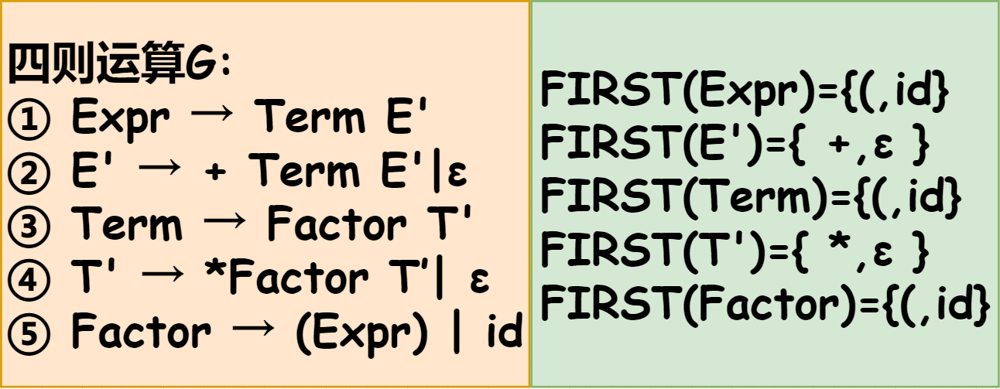 四则运算G:
① Expr → Term E'
② E' → + Term E'|ε
③ Term → Factor T'
④ T' → *Factor T'| ε
⑤ Factor → (Expr) | id
FIRST(Expr)={(,id}
FIRST(E')={ +,ε }
FIRST(Term)={(,id}
FIRST(T')={ *,ε }
FIRST(Factor)={(,id}